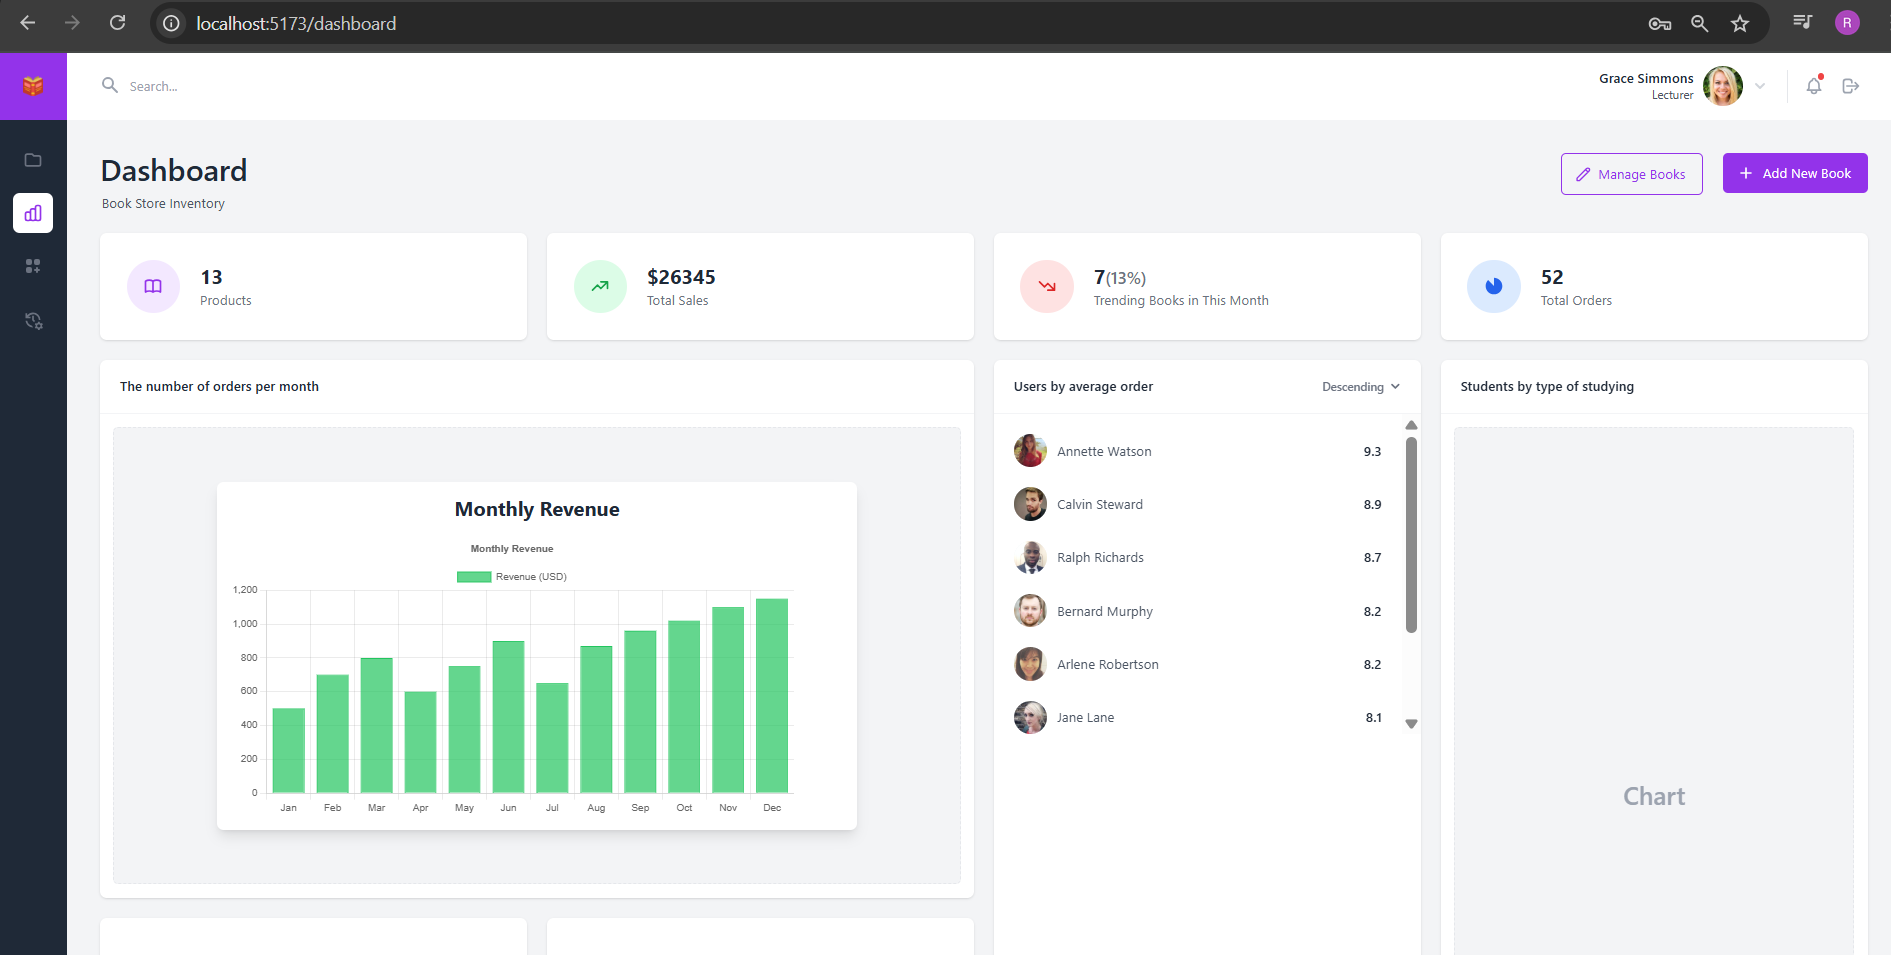 localhost:5173/dashboard
R
Search...
Grace Simmons
Lecturer
Dashboard
Book Store Inventory
Manage Books
Add New Book
13
Products
$26345
Total Sales
7(13%)
Trending Books in This Month
52
Total Orders
The number of orders per month
Monthly Revenue
Monthly Revenue
Revenue (USD)
1,200
1,000
800
600
400
200
0
Jan Feb Mar Apr May Jun Jul Aug Sep Oct Nov Dec
Users by average order
Descending
Annette Watson 9.3
Calvin Steward 8.9
Ralph Richards 8.7
Bernard Murphy 8.2
Arlene Robertson 8.2
Jane Lane 8.1
Students by type of studying
Chart